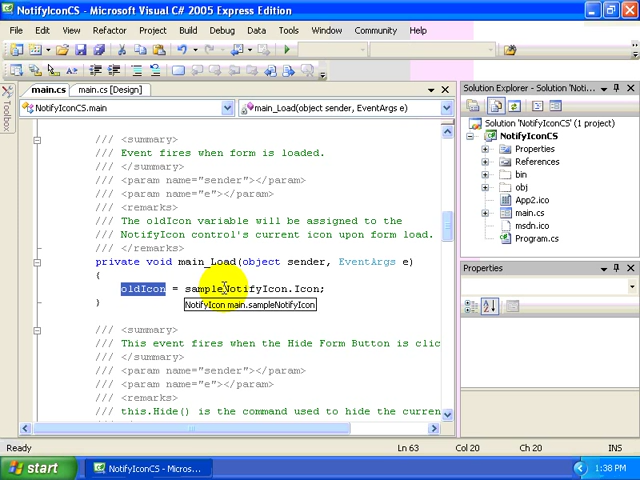 NotifyIconCS - Microsoft Visual C# 2005 Express Edition
File Edit View Refactor Project Build Debug Data Tools Window Community Help
main.cs main.cs [Design]
NotifyIconCS.main
main_Load(object sender, EventArgs e)
Toolbox
/// <summary>
/// Event fires when form is loaded.
/// </summary>
/// <param name="sender"></param>
/// <param name="e"></param>
/// <remarks>
/// The oldIcon variable will be assigned to the
/// NotifyIcon control's current icon upon form load.
/// </remarks>
private void main_Load(object sender, EventArgs e)
{
oldIcon = sampleNotifyIcon.Icon;
NotifyIcon main.sampleNotifyIcon
}
/// <summary>
/// This event fires when the Hide Form Button is clic
/// </summary>
/// <param name="sender"></param>
/// <param name="e"></param>
/// <remarks>
/// this.Hide() is the command used to hide the current
Solution Explorer - Solution 'Noti...
Solution 'NotifyIconCS' (1 project)
NotifyIconCS
Properties
References
bin
obj
App2.ico
main.cs
msdn.ico
Program.cs
Properties
Ready
Ln 63
Col 20
Ch 20
INS
start
NotifyIconCS - Micros...
1:38 PM